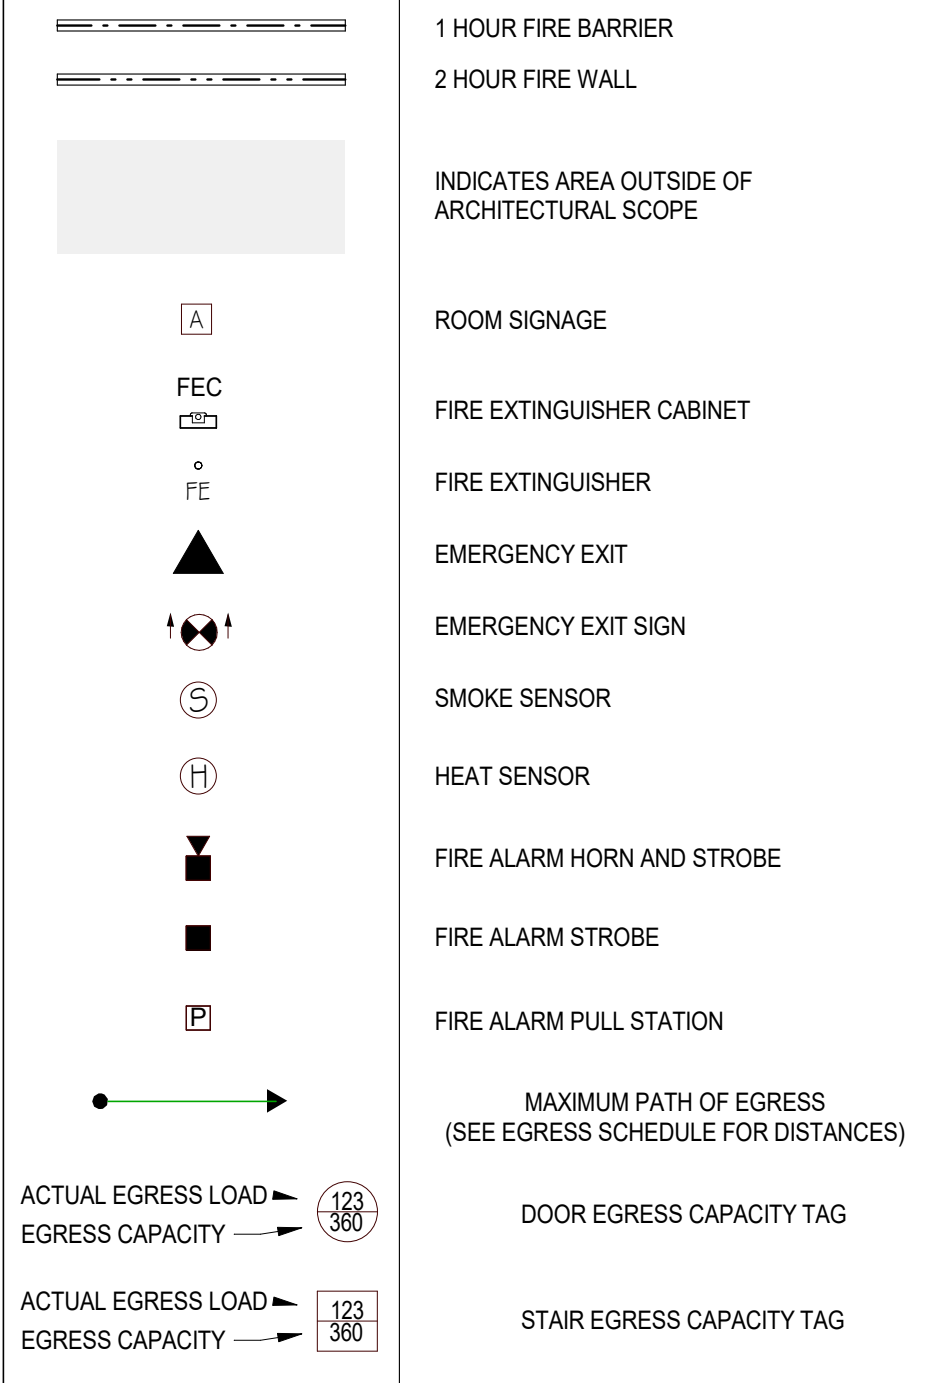 1 HOUR FIRE BARRIER
2 HOUR FIRE WALL
INDICATES AREA OUTSIDE OF
ARCHITECTURAL SCOPE
A
ROOM SIGNAGE
FEC
FIRE EXTINGUISHER CABINET
FE
FIRE EXTINGUISHER
EMERGENCY EXIT
EMERGENCY EXIT SIGN
S
SMOKE SENSOR
H
HEAT SENSOR
FIRE ALARM HORN AND STROBE
FIRE ALARM STROBE
P
FIRE ALARM PULL STATION
MAXIMUM PATH OF EGRESS
(SEE EGRESS SCHEDULE FOR DISTANCES)
ACTUAL EGRESS LOAD
123
EGRESS CAPACITY
360
DOOR EGRESS CAPACITY TAG
ACTUAL EGRESS LOAD
123
EGRESS CAPACITY
360
STAIR EGRESS CAPACITY TAG